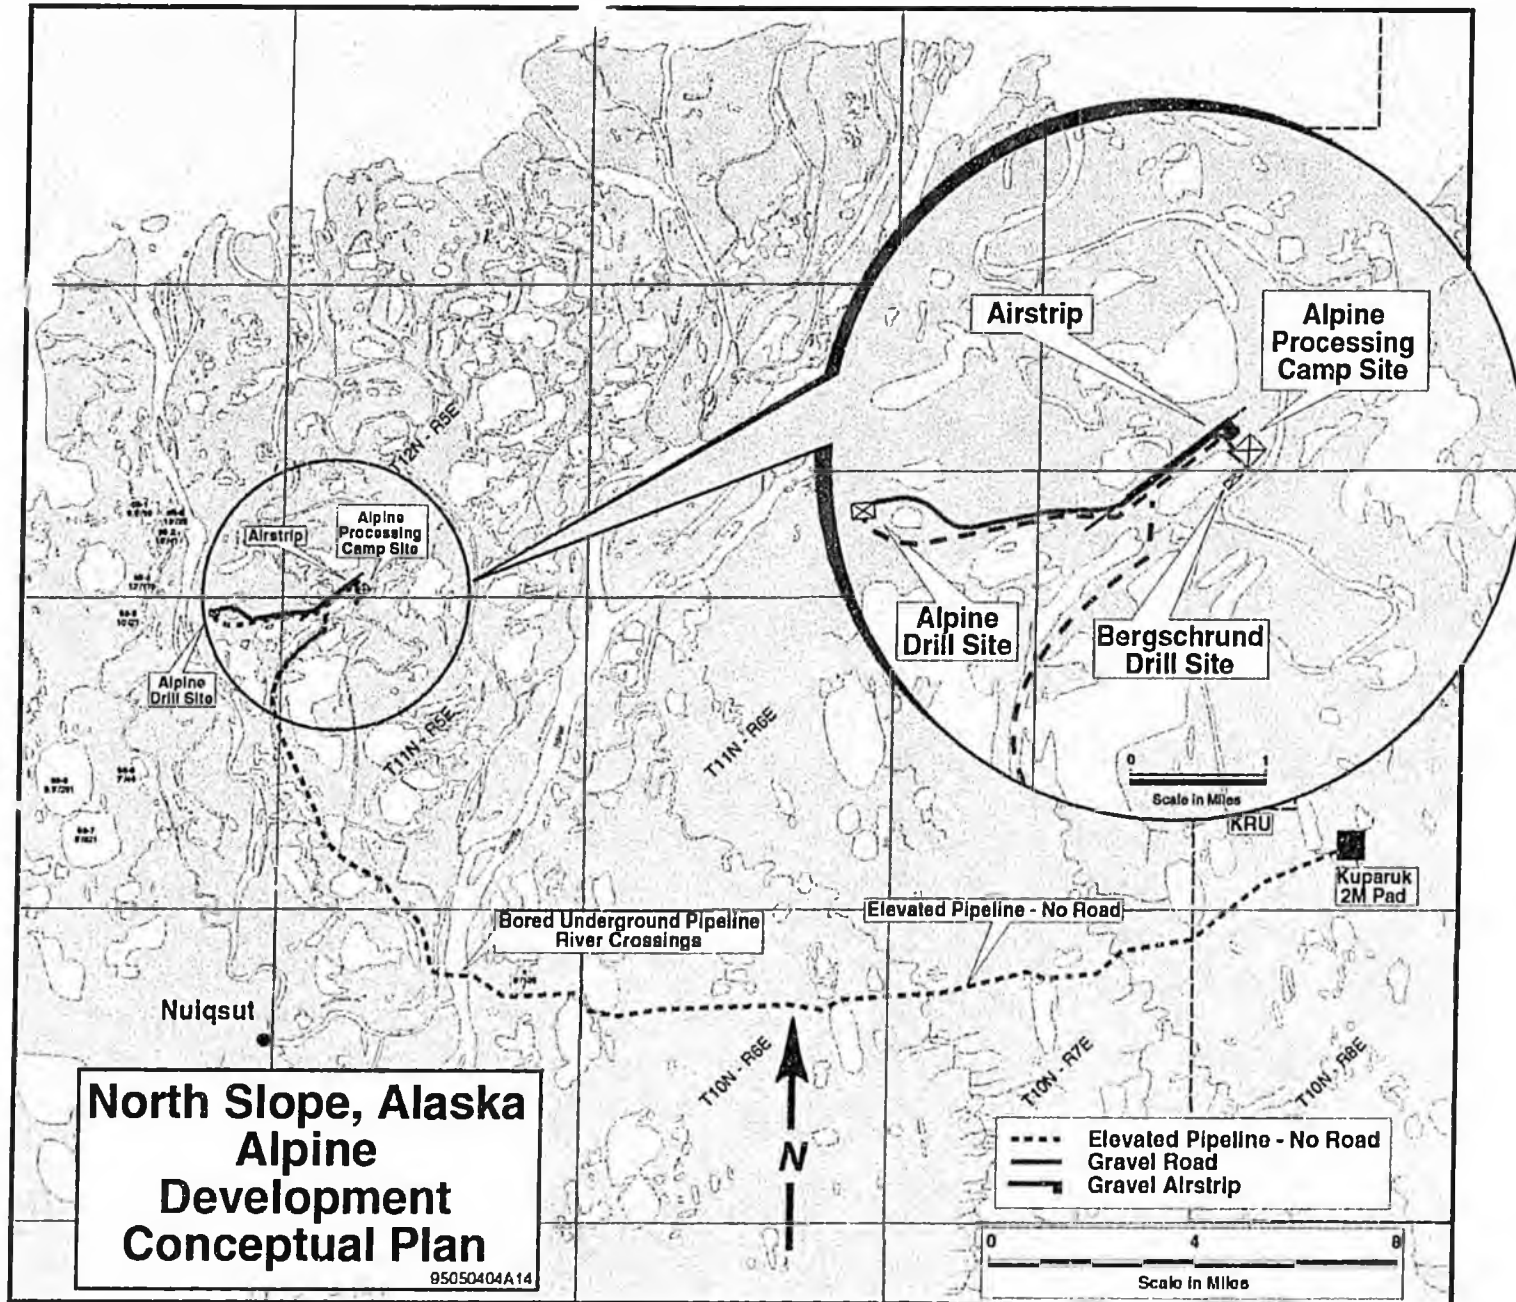 Airstrip
Alpine
Processing
Camp Site
Alpine
Drill Site
Bergschrund
Drill Site
0 1
Scale in Miles
T12N - R5E
Airstrip
Alpine
Processing
Camp Site
Alpine
Drill Site
T11N - R5E
T11N - R6E
KRU
Kuparuk
2M Pad
Bored Underground Pipeline
River Crossings
Elevated Pipeline - No Road
Nuiqsut
T10N - R6E
T10N - R7E
T10N - R8E
N
North Slope, Alaska
Alpine
Development
Conceptual Plan
95050404A14
Elevated Pipeline - No Road
Gravel Road
Gravel Airstrip
0 4 8
Scale in Miles